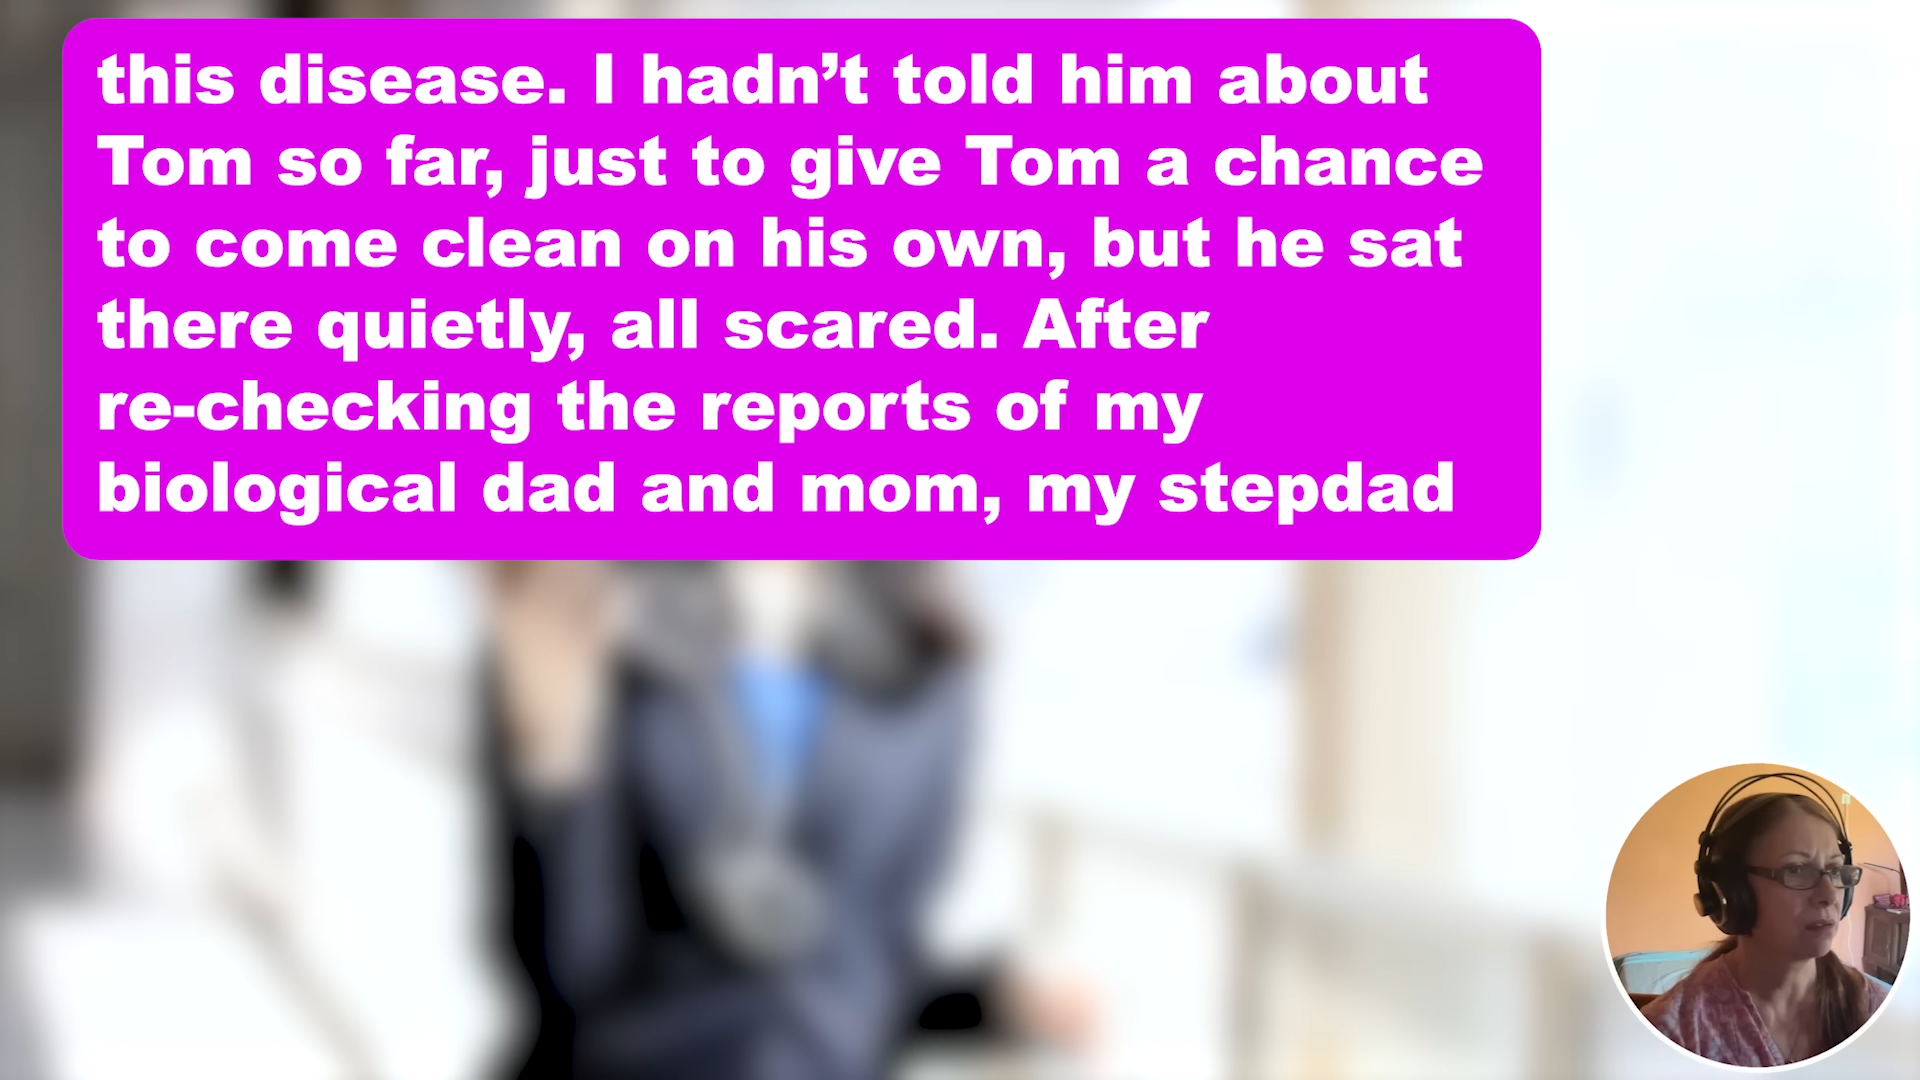 this disease. I hadn’t told him about
Tom so far, just to give Tom a chance
to come clean on his own, but he sat
there quietly, all scared. After
re-checking the reports of my
biological dad and mom, my stepdad